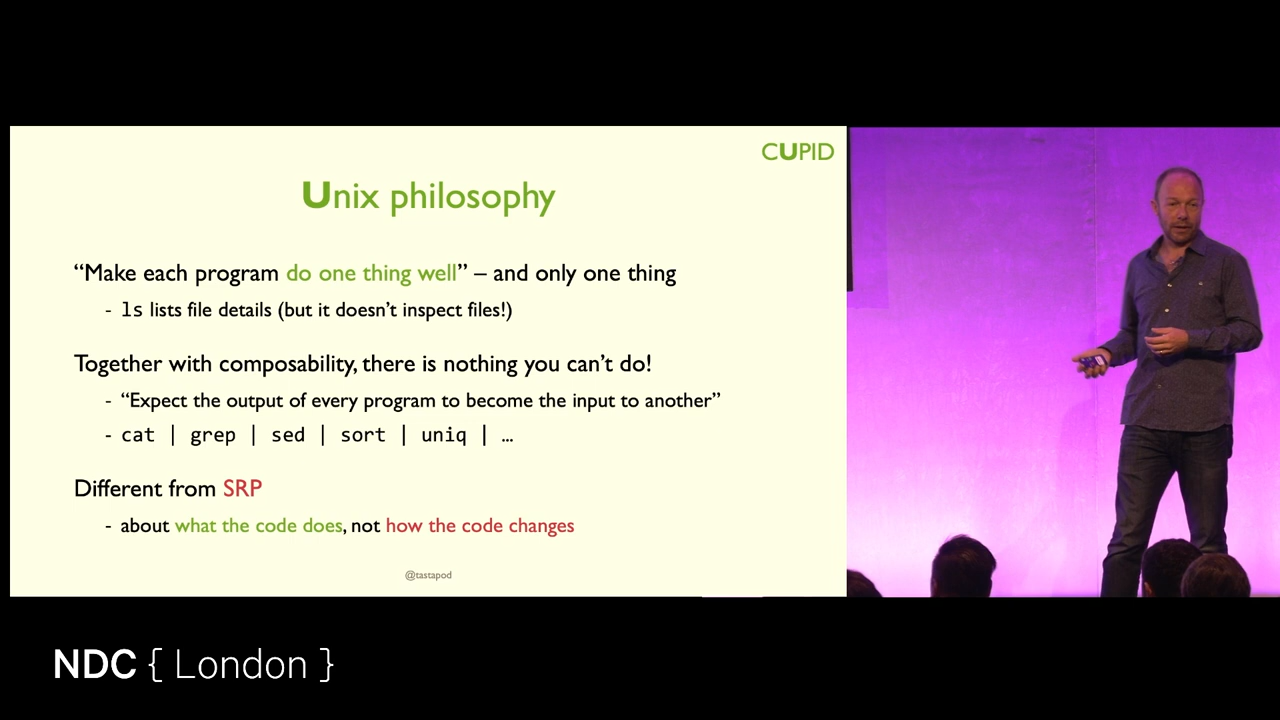 CUPID
Unix philosophy
“Make each program do one thing well” – and only one thing
- ls lists file details (but it doesn’t inspect files!)
Together with composability, there is nothing you can’t do!
- “Expect the output of every program to become the input to another”
- cat | grep | sed | sort | uniq | …
Different from SRP
- about what the code does, not how the code changes
@tastapod
NDC { London }